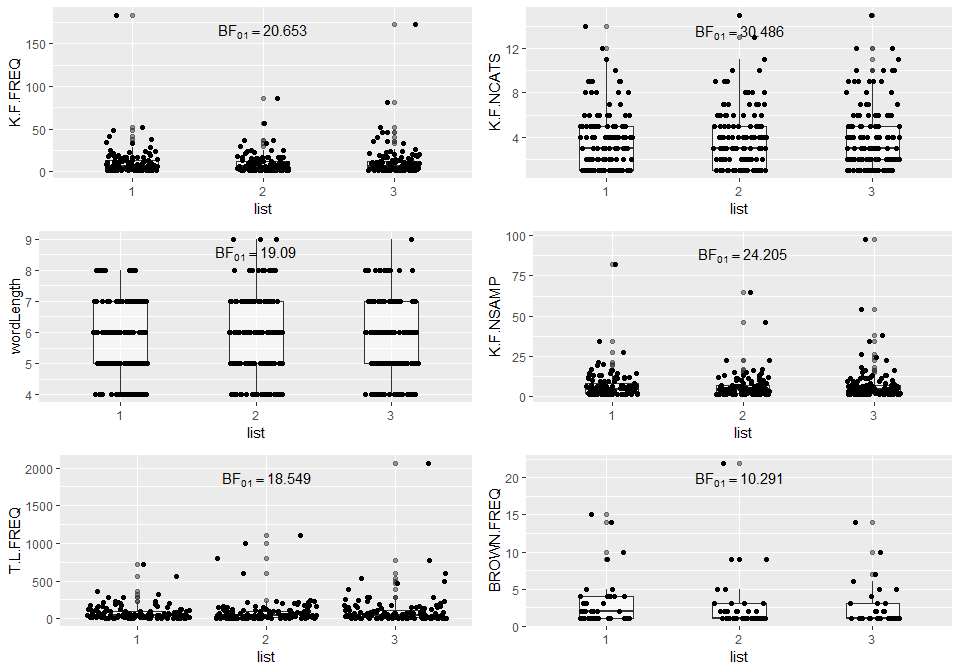 BF01 = 20.653
K.F.FREQ
150
100
50
0
1 2 3
list
BF01 = 30.486
K.F.NCATS
12
8
4
1 2 3
list
BF01 = 19.09
wordLength
9
8
7
6
5
4
1 2 3
list
BF01 = 24.205
K.F.NSAMP
100
75
50
25
0
1 2 3
list
BF01 = 18.549
T.L.FREQ
2000
1500
1000
500
0
1 2 3
list
BF01 = 10.291
BROWN.FREQ
20
15
10
5
0
1 2 3
list